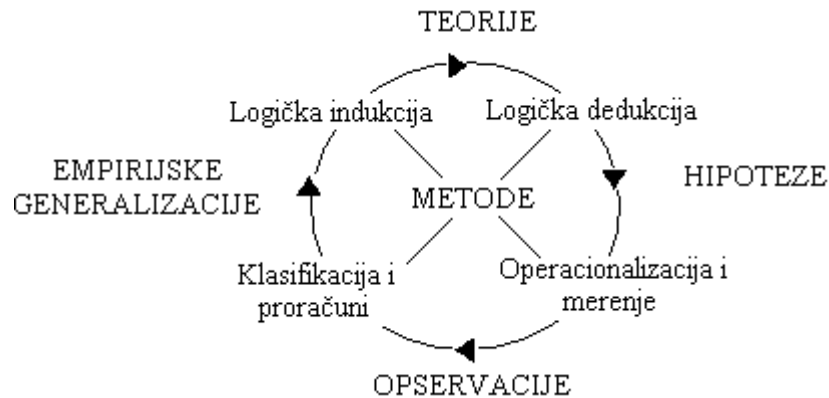 TEORIJE
Logička indukcija
Logička dedukcija
EMPIRIJSKE
GENERALIZACIJE
METODE
HIPOTEZE
Klasifikacija i
proračuni
Operacionalizacija i
merenje
OPSERVACIJE